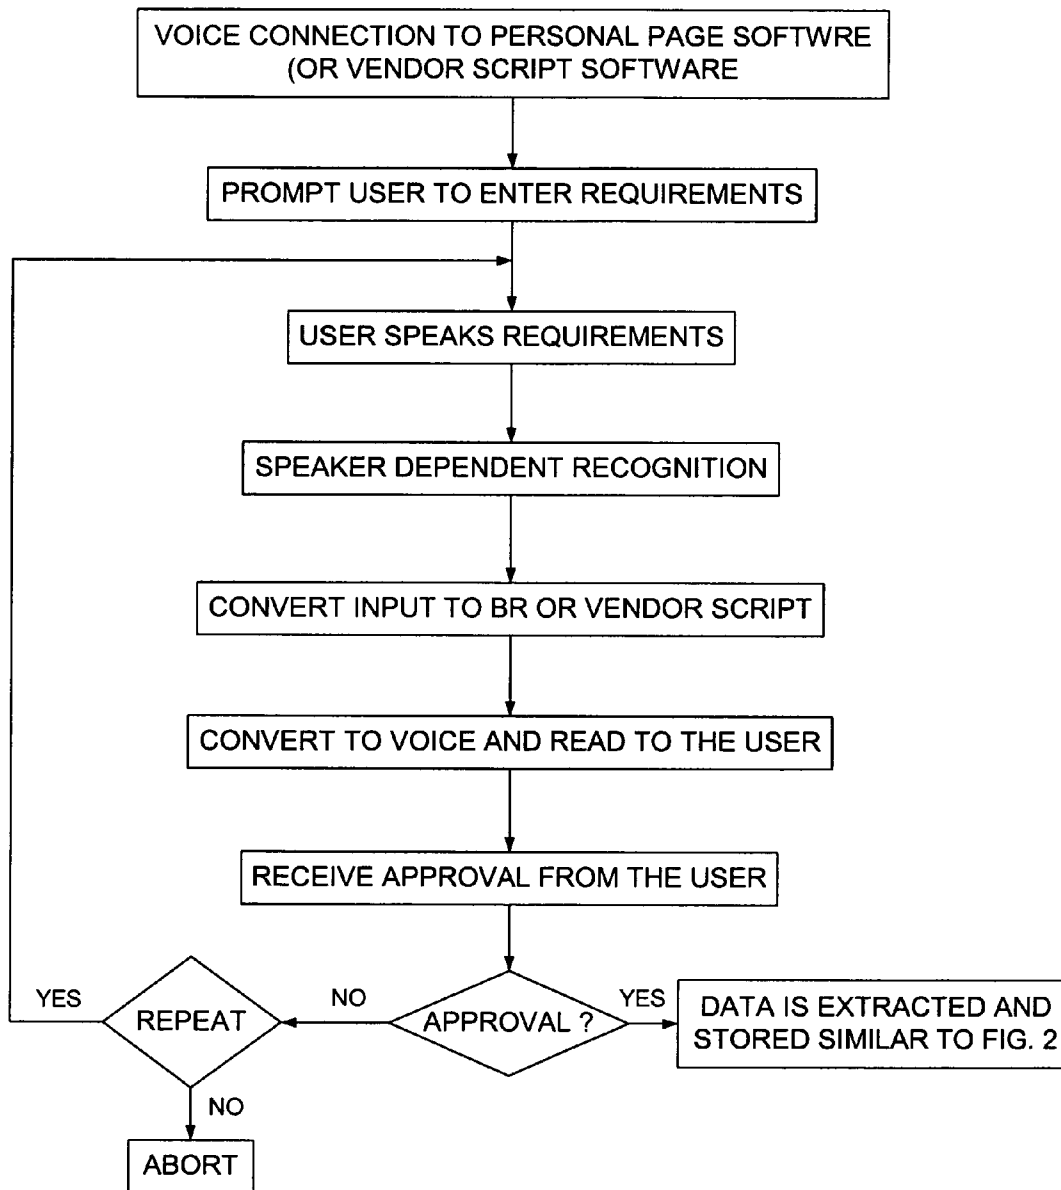 VOICE CONNECTION TO PERSONAL PAGE SOFTWRE
(OR VENDOR SCRIPT SOFTWARE
PROMPT USER TO ENTER REQUIREMENTS
USER SPEAKS REQUIREMENTS
SPEAKER DEPENDENT RECOGNITION
CONVERT INPUT TO BR OR VENDOR SCRIPT
CONVERT TO VOICE AND READ TO THE USER
RECEIVE APPROVAL FROM THE USER
YES
REPEAT
NO
APPROVAL ?
YES
DATA IS EXTRACTED AND
STORED SIMILAR TO FIG. 2
NO
ABORT